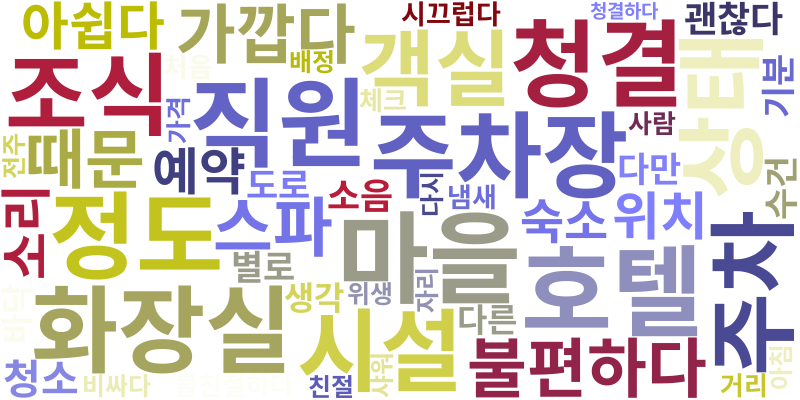 아쉽다
가깝다
시끄럽다
청결하다
괜찮다
조식
처음
배정
객실
청결
상태
기분
가격
체크
직원
주차장
사람
전주
때문
예약
도로
소음
다시
냄새
다만
수건
소리
정도
스파
마을
숙소
위치
주차
별로
호텔
바닥
화장실
생각
위생
자리
다른
시설
불편하다
청소
비싸다
불친절하다
친절
샤워
거리
아침